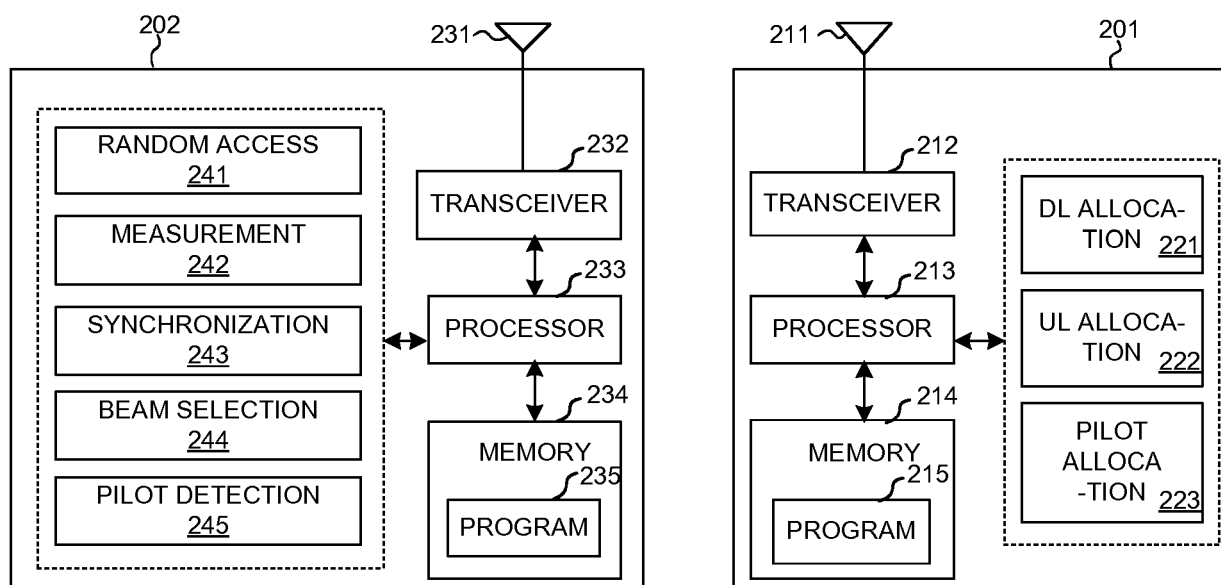 202
231
RANDOM ACCESS
241
MEASUREMENT
242
SYNCHRONIZATION
243
BEAM SELECTION
244
PILOT DETECTION
245
232
TRANSCEIVER
233
PROCESSOR
234
MEMORY
235
PROGRAM
211
201
212
TRANSCEIVER
213
PROCESSOR
214
MEMORY
215
PROGRAM
DL ALLOCA-
TION 221
UL ALLOCA-
TION 222
PILOT
ALLOCA
-TION 223